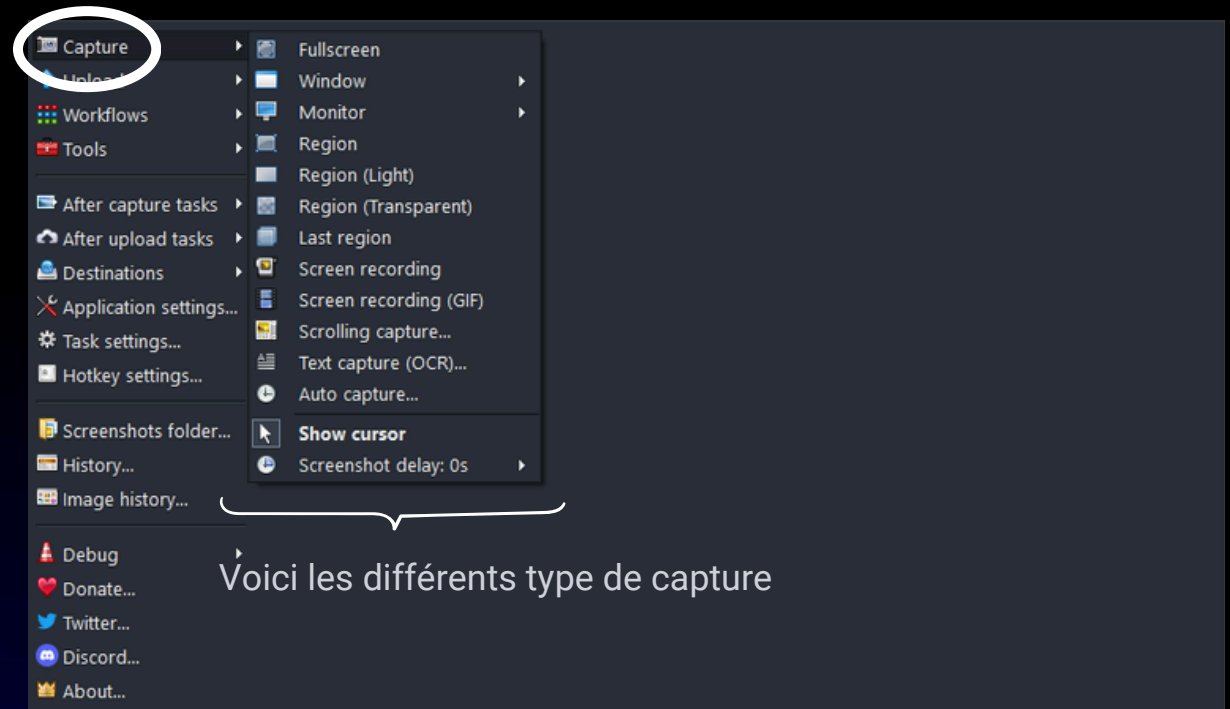 Capture
Upload
Workflows
Tools
After capture tasks
After upload tasks
Destinations
Application settings...
Task settings...
Hotkey settings...
Screenshots folder...
History...
Image history...
Debug
Donate...
Twitter...
Discord...
About...
Fullscreen
Window
Monitor
Region
Region (Light)
Region (Transparent)
Last region
Screen recording
Screen recording (GIF)
Scrolling capture...
Text capture (OCR)...
Auto capture...
Show cursor
Screenshot delay: 0s
Voici les différents type de capture